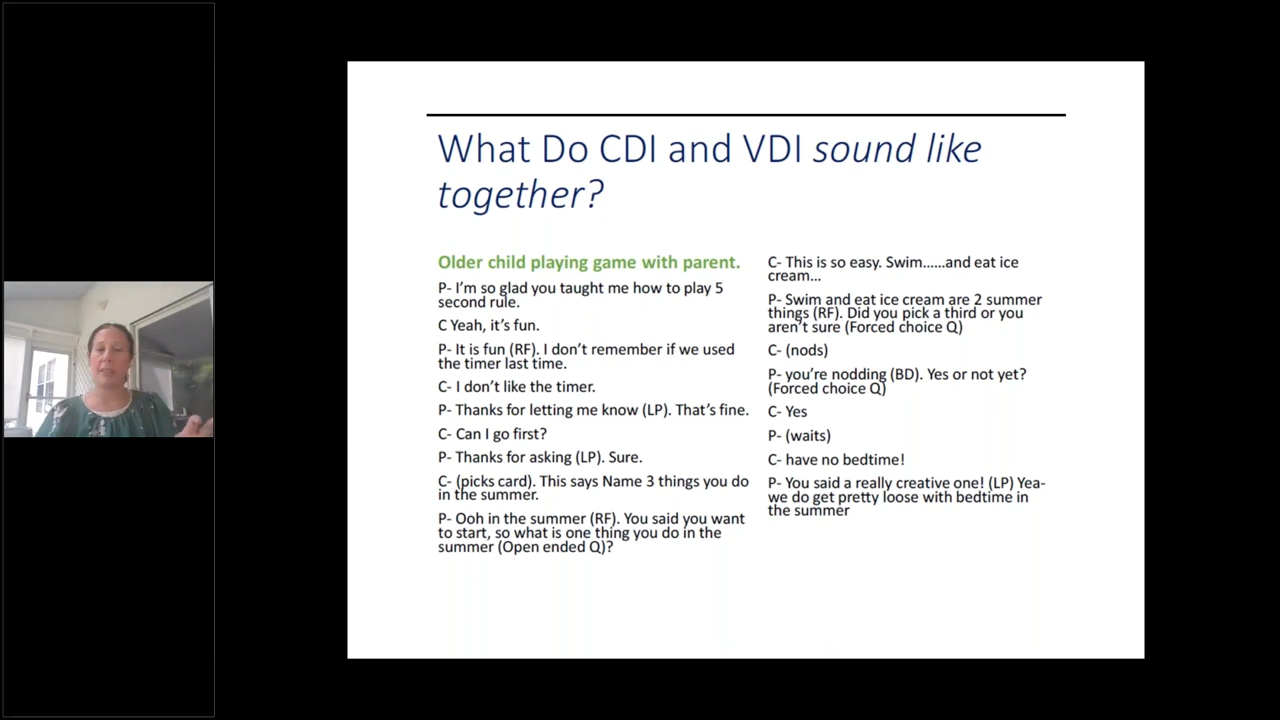 What Do CDI and VDI sound like
together?
Older child playing game with parent.
P- I'm so glad you taught me how to play 5
second rule.
C Yeah, it's fun.
P- It is fun (RF). I don't remember if we used
the timer last time.
C- I don't like the timer.
P- Thanks for letting me know (LP). That's fine.
C- Can I go first?
P- Thanks for asking (LP). Sure.
C- (picks card). This says Name 3 things you do
in the summer.
P- Ooh in the summer (RF). You said you want
to start, so what is one thing you do in the
summer (Open ended Q)?
C- This is so easy. Swim......and eat ice
cream...
P- Swim and eat ice cream are 2 summer
things (RF). Did you pick a third or you
aren't sure (Forced choice Q)
C- (nods)
P- you're nodding (BD). Yes or not yet?
(Forced choice Q)
C- Yes
P- (waits)
C- have no bedtime!
P- You said a really creative one! (LP) Yea-
we do get pretty loose with bedtime in
the summer